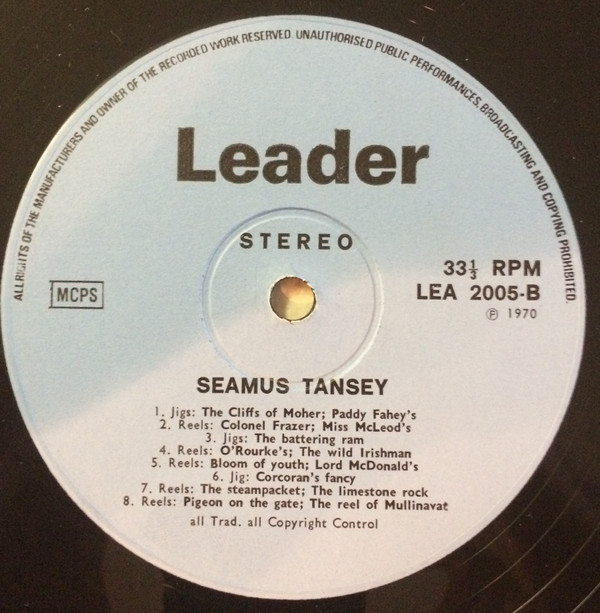 ALL RIGHTS OF THE MANUFACTURERS AND OWNER OF THE RECORDED WORK RESERVED. UNAUTHORISED PUBLIC PERFORMANCES, BROADCASTING AND COPYING PROHIBITED.
Leader
STEREO
MCPS
33⅓ RPM
LEA 2005-B
Ⓟ 1970
SEAMUS TANSEY
1. Jigs: The Cliffs of Moher; Paddy Fahey's
2. Reels: Colonel Frazer; Miss McLeod's
3. Jigs: The battering ram
4. Reels: O'Rourke's; The wild Irishman
5. Reels: Bloom of youth; Lord McDonald's
6. Jig: Corcoran's fancy
7. Reels: The steampacket; The limestone rock
8. Reels: Pigeon on the gate; The reel of Mullinavat
all Trad. all Copyright Control